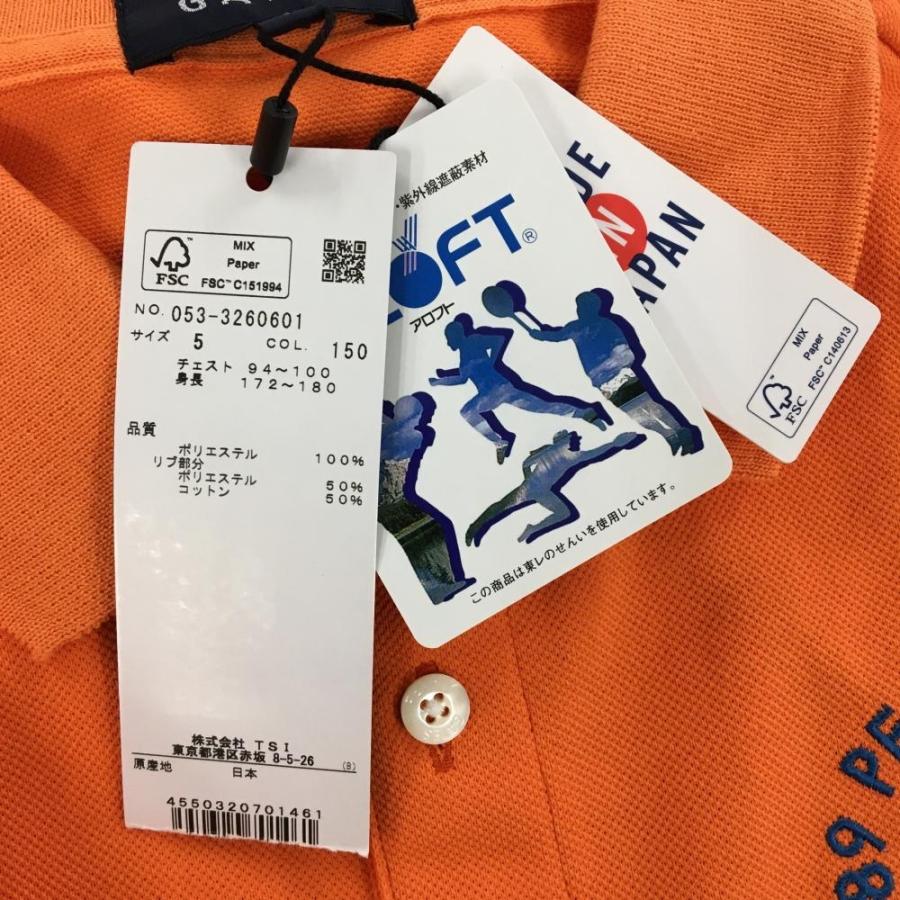 MIX
Paper
FSC™ C151994
FSC
NO. 053-3260601
サイズ 5 COL. 150
チェスト 94〜100
身長 172〜180
品質
ポリエステル 100%
リブ部分
ポリエステル 50%
コットン 50%
株式会社 TSI
東京都港区赤坂 8-5-26 (B)
原産地 日本
4550320701461
・紫外線遮蔽素材
LOFT®
アロフト
この商品は東レのせんいを使用しています。
DE
IN
JAPAN
MIX
Paper
FSC™ C140613
FSC
89 PE